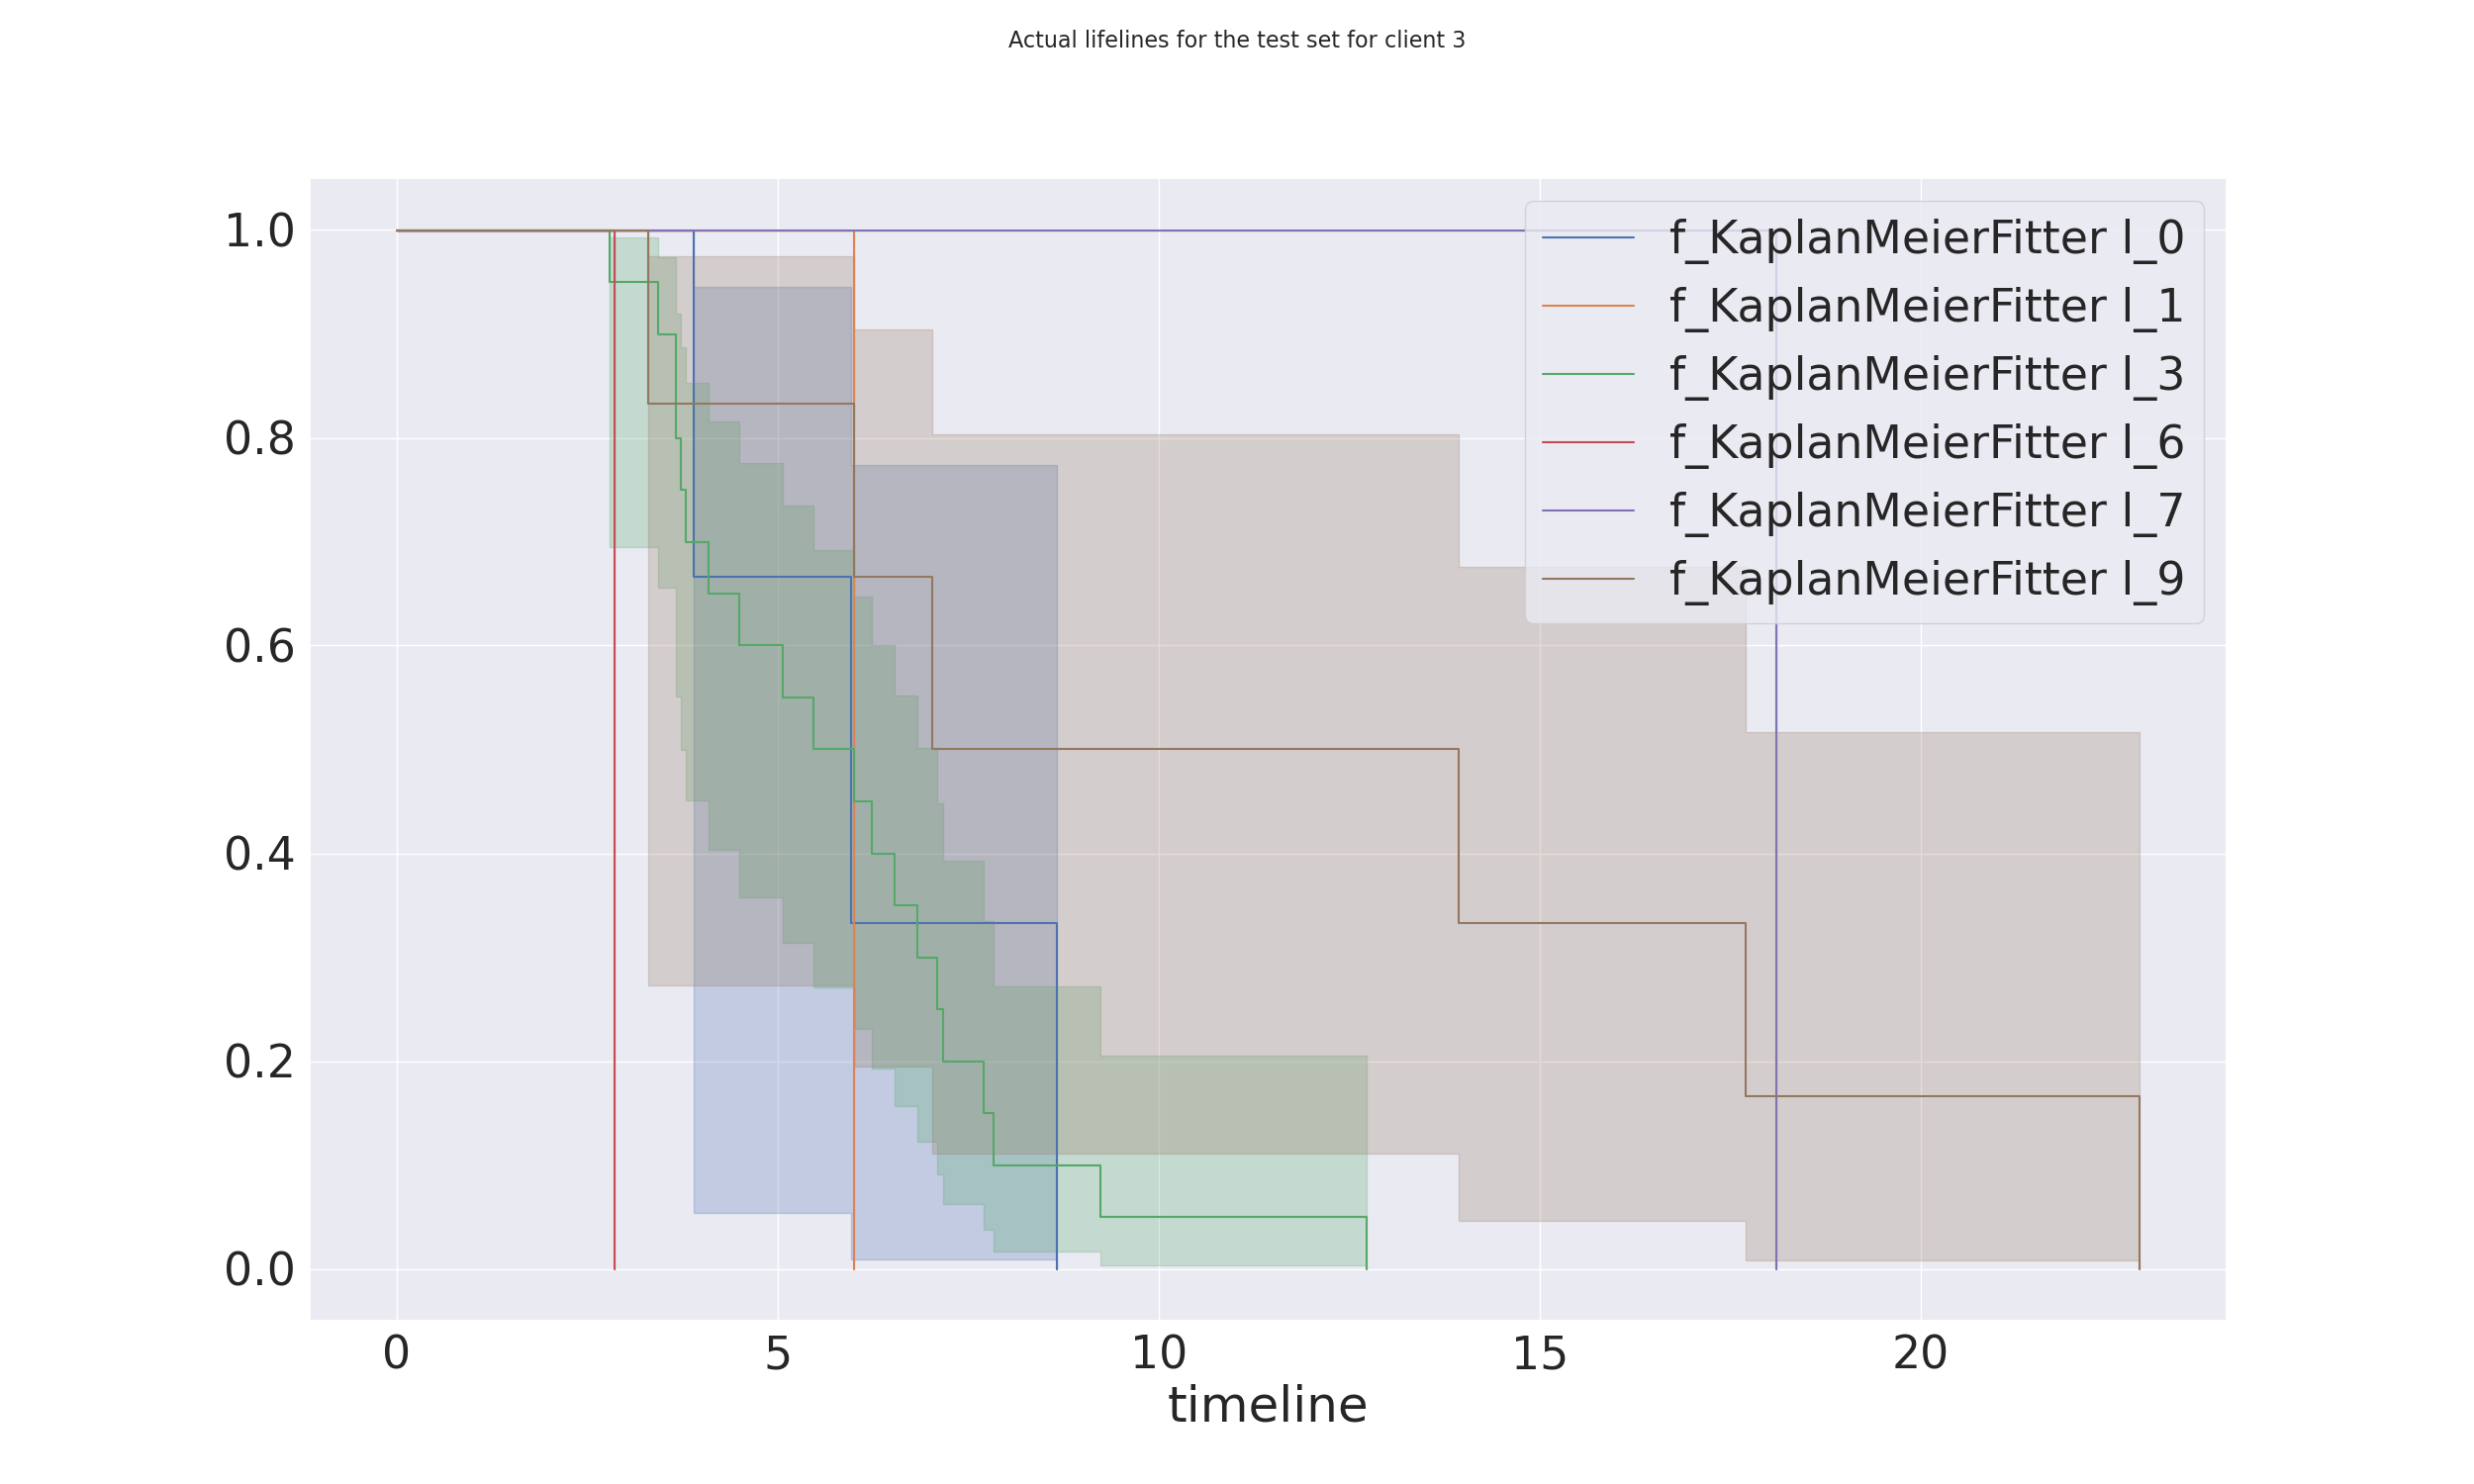 Actual lifelines for the test set for client 3
1.0
0.8
0.6
0.4
0.2
0.0
f_KaplanMeierFitter l_0
f_KaplanMeierFitter l_1
f_KaplanMeierFitter l_3
f_KaplanMeierFitter l_6
f_KaplanMeierFitter l_7
f_KaplanMeierFitter l_9
0 5 10 15 20
timeline